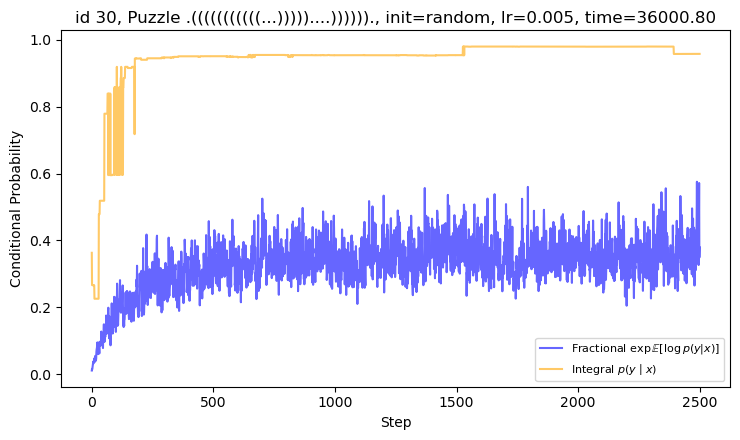 id 30, Puzzle .(((((((((((...)))))....))))))., init=random, lr=0.005, time=36000.80
Conditional Probability
1.0
0.8
0.6
0.4
0.2
0.0
0
500
1000
1500
2000
2500
Step
Fractional exp𝔼[log p(y|x)]
Integral p(y | x)